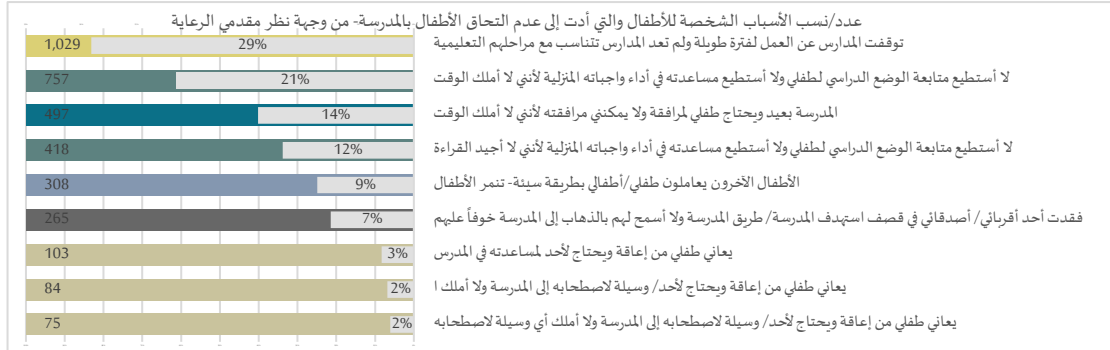 عدد/نسب الأسباب الشخصة للأطفال والتي أدت إلى عدم التحاق الأطفال بالمدرسة- من وجهة نظر مقدمي الرعاية
توقفت المدارس عن العمل لفترة طويلة ولم تعد المدارس تتناسب مع مراحلهم التعليمية 29% 1,029
لا أستطيع متابعة الوضع الدراسي لطفلي ولا أستطيع مساعدته في أداء واجباته المنزلية لأنني لا أملك الوقت 21% 757
المدرسة بعيد ويحتاج طفلي لمرافقة ولا يمكنني مرافقته لأنني لا أملك الوقت 14% 497
لا أستطيع متابعة الوضع الدراسي لطفلي ولا أستطيع مساعدته في أداء واجباته المنزلية لأنني لا أجيد القراءة 12% 418
الأطفال الآخرون يعاملون طفلي/أطفالي بطريقة سيئة- تنمر الأطفال 9% 308
فقدت أحد أقربائي/ أصدقائي في قصف استهدف المدرسة/ طريق المدرسة ولا أسمح لهم بالذهاب إلى المدرسة خوفاً عليهم 7% 265
يعاني طفلي من إعاقة ويحتاج لأحد لمساعدته في المدرس 3% 103
يعاني طفلي من إعاقة ويحتاج لأحد/ وسيلة لاصطحابه إلى المدرسة ولا أملك ا 2% 84
يعاني طفلي من إعاقة ويحتاج لأحد/ وسيلة لاصطحابه إلى المدرسة ولا أملك أي وسيلة لاصطحابه 2% 75